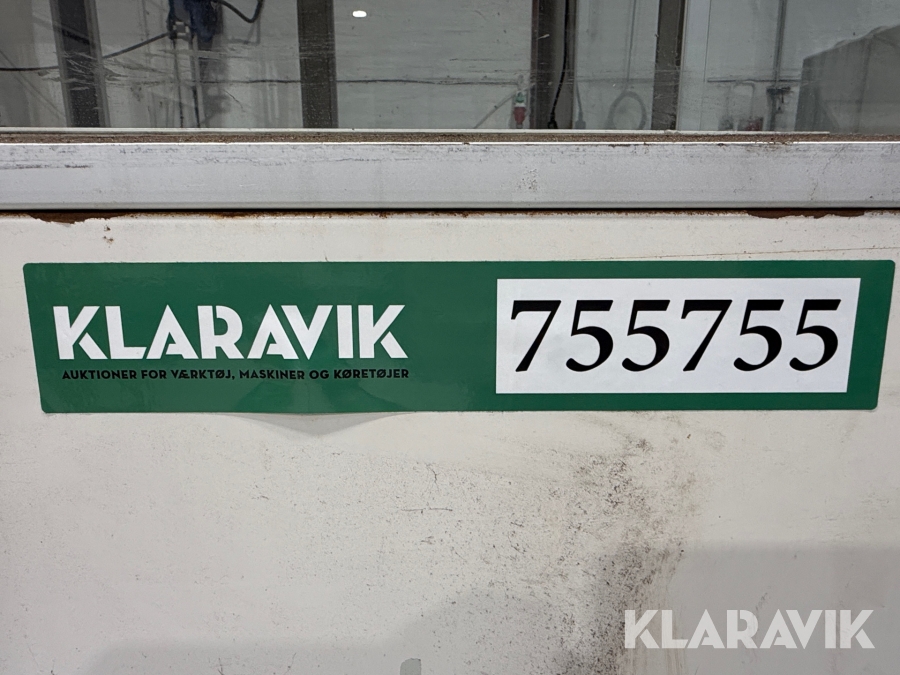 KLARAVIK
AUKTIONER FOR VÆRKTØJ, MASKINER OG KØRETØJER
755755
KLARAVIK